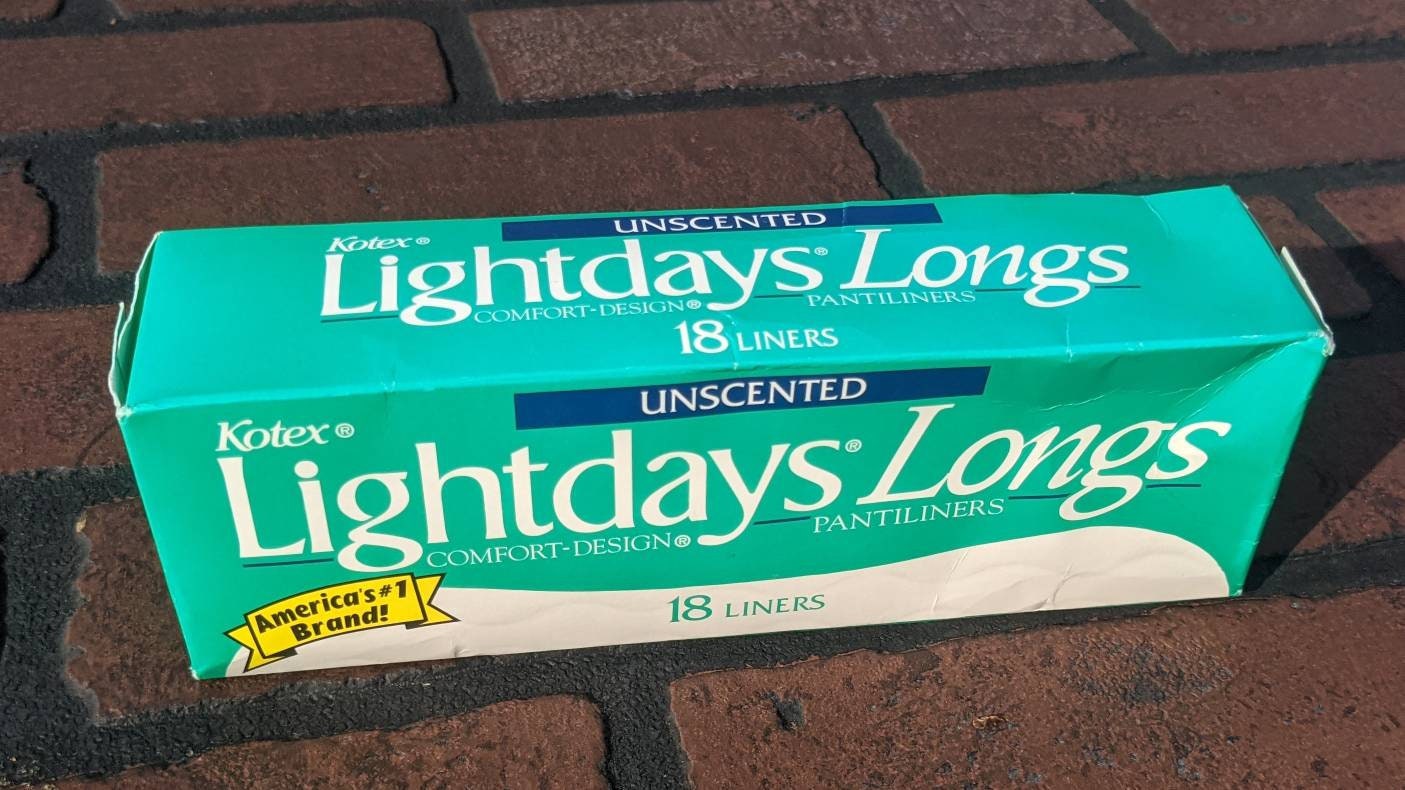 UNSCENTED
Kotex®
Lightdays® Longs
COMFORT-DESIGN® PANTILINERS
18 LINERS
UNSCENTED
Kotex®
Lightdays® Longs
COMFORT-DESIGN® PANTILINERS
America's #1
Brand!
18 LINERS